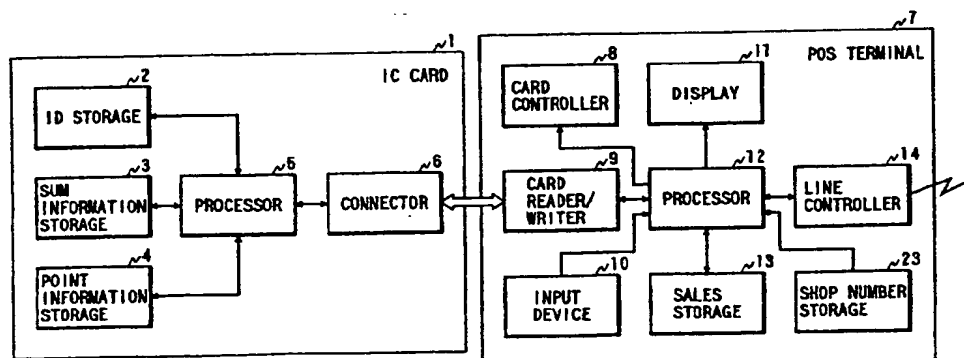 1
IC CARD
2
ID STORAGE
3
SUM
INFORMATION
STORAGE
4
POINT
INFORMATION
STORAGE
5
PROCESSOR
6
CONNECTOR
7
POS TERMINAL
8
CARD
CONTROLLER
11
DISPLAY
9
CARD
READER/
WRITER
12
PROCESSOR
14
LINE
CONTROLLER
10
INPUT
DEVICE
13
SALES
STORAGE
23
SHOP NUMBER
STORAGE